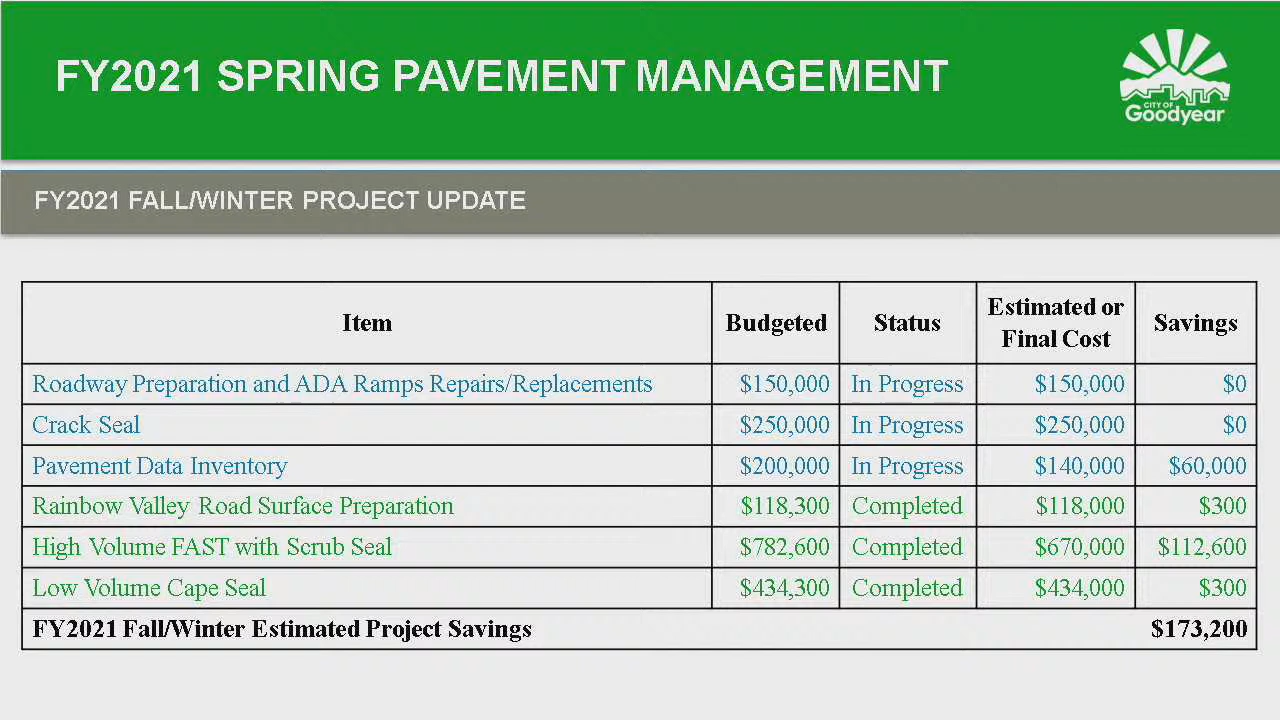 FY2021 SPRING PAVEMENT MANAGEMENT
CITY OF
Goodyear
FY2021 FALL/WINTER PROJECT UPDATE
Item Budgeted Status Estimated or Final Cost Savings
Roadway Preparation and ADA Ramps Repairs/Replacements $150,000 In Progress $150,000 $0
Crack Seal $250,000 In Progress $250,000 $0
Pavement Data Inventory $200,000 In Progress $140,000 $60,000
Rainbow Valley Road Surface Preparation $118,300 Completed $118,000 $300
High Volume FAST with Scrub Seal $782,600 Completed $670,000 $112,600
Low Volume Cape Seal $434,300 Completed $434,000 $300
FY2021 Fall/Winter Estimated Project Savings $173,200